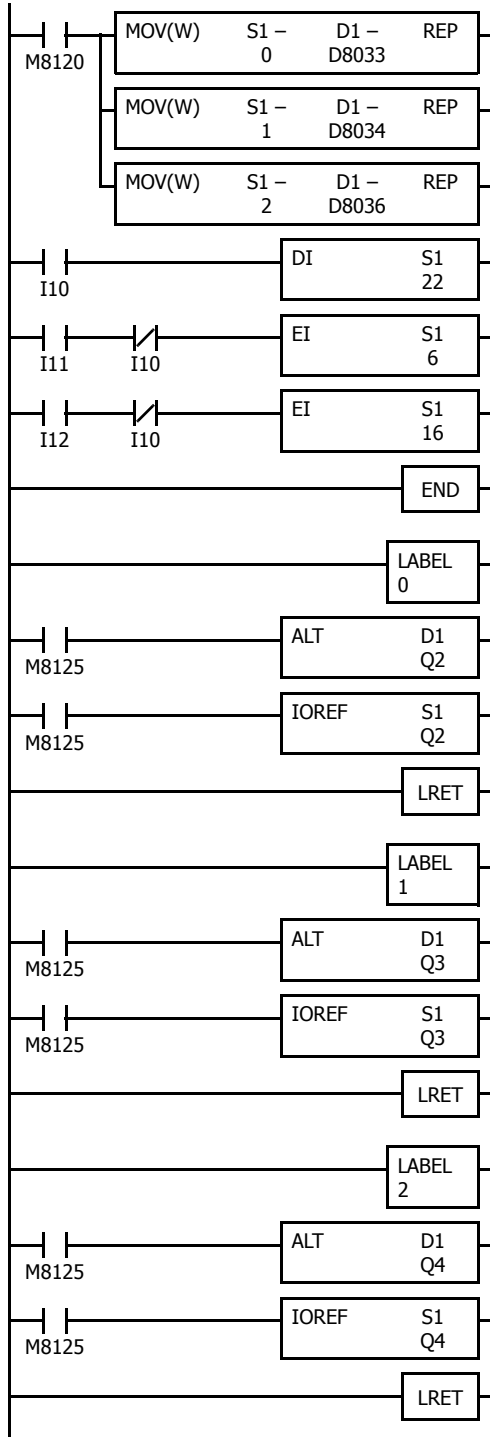 MOV(W) S1 – D1 – REP
M8120 0 D8033
MOV(W) S1 – D1 – REP
1 D8034
MOV(W) S1 – D1 – REP
2 D8036
DI S1
I10 22
EI S1
I11 I10 6
EI S1
I12 I10 16
END
LABEL
0
ALT D1
M8125 Q2
IOREF S1
M8125 Q2
LRET
LABEL
1
ALT D1
M8125 Q3
IOREF S1
M8125 Q3
LRET
LABEL
2
ALT D1
M8125 Q4
IOREF S1
M8125 Q4
LRET